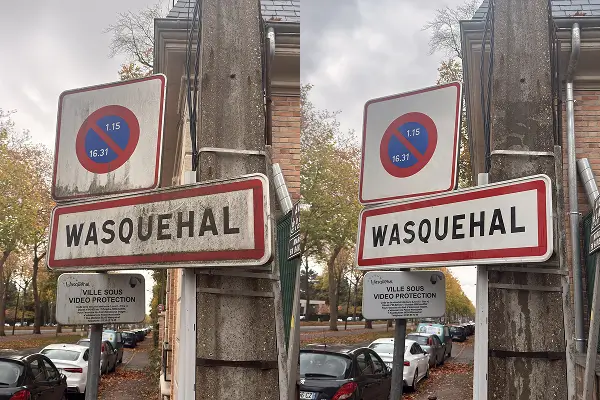 1.15
16.31
WASQUEHAL
VILLE SOUS
VIDEO PROTECTION
1.15
16.31
WASQUEHAL
VILLE SOUS
VIDEO PROTECTION